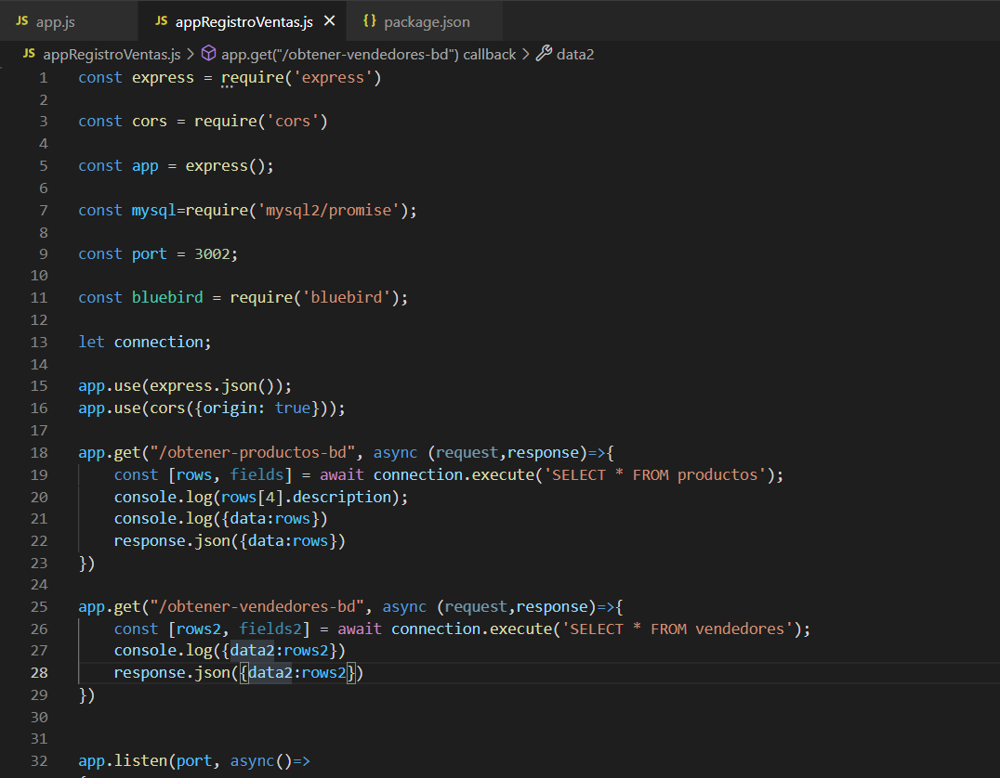 JS app.js JS appRegistroVentas.js × {} package.json
JS appRegistroVentas.js > app.get("/obtener-vendedores-bd") callback > data2
1 const express = require('express')
2
3 const cors = require('cors')
4
5 const app = express();
6
7 const mysql=require('mysql2/promise');
8
9 const port = 3002;
10
11 const bluebird = require('bluebird');
12
13 let connection;
14
15 app.use(express.json());
16 app.use(cors({origin: true}));
17
18 app.get("/obtener-productos-bd", async (request,response)=>{
19 const [rows, fields] = await connection.execute('SELECT * FROM productos');
20 console.log(rows[4].description);
21 console.log({data:rows})
22 response.json({data:rows})
23 })
24
25 app.get("/obtener-vendedores-bd", async (request,response)=>{
26 const [rows2, fields2] = await connection.execute('SELECT * FROM vendedores');
27 console.log({data2:rows2})
28 response.json({data2:rows2})
29 })
30
31
32 app.listen(port, async()=>